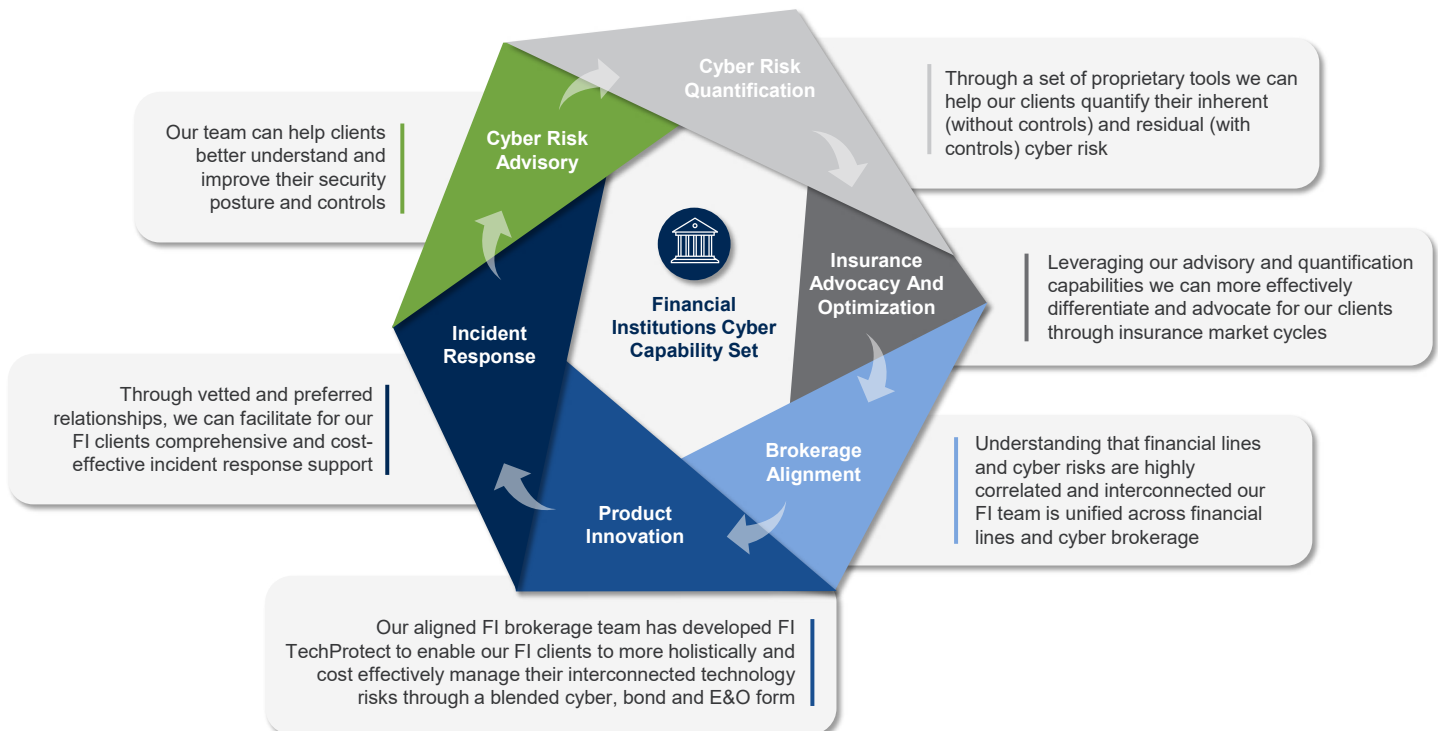 Cyber Risk
Quantification
Through a set of proprietary tools we can
help our clients quantify their inherent
(without controls) and residual (with
controls) cyber risk
Our team can help clients
better understand and
improve their security
posture and controls
Cyber Risk
Advisory
Insurance
Advocacy And
Optimization
Leveraging our advisory and quantification
capabilities we can more effectively
differentiate and advocate for our clients
through insurance market cycles
Financial
Institutions Cyber
Capability Set
Incident
Response
Through vetted and preferred
relationships, we can facilitate for our
FI clients comprehensive and cost-
effective incident response support
Brokerage
Alignment
Understanding that financial lines
and cyber risks are highly
correlated and interconnected our
FI team is unified across financial
lines and cyber brokerage
Product
Innovation
Our aligned FI brokerage team has developed FI
TechProtect to enable our FI clients to more holistically and
cost effectively manage their interconnected technology
risks through a blended cyber, bond and E&O form